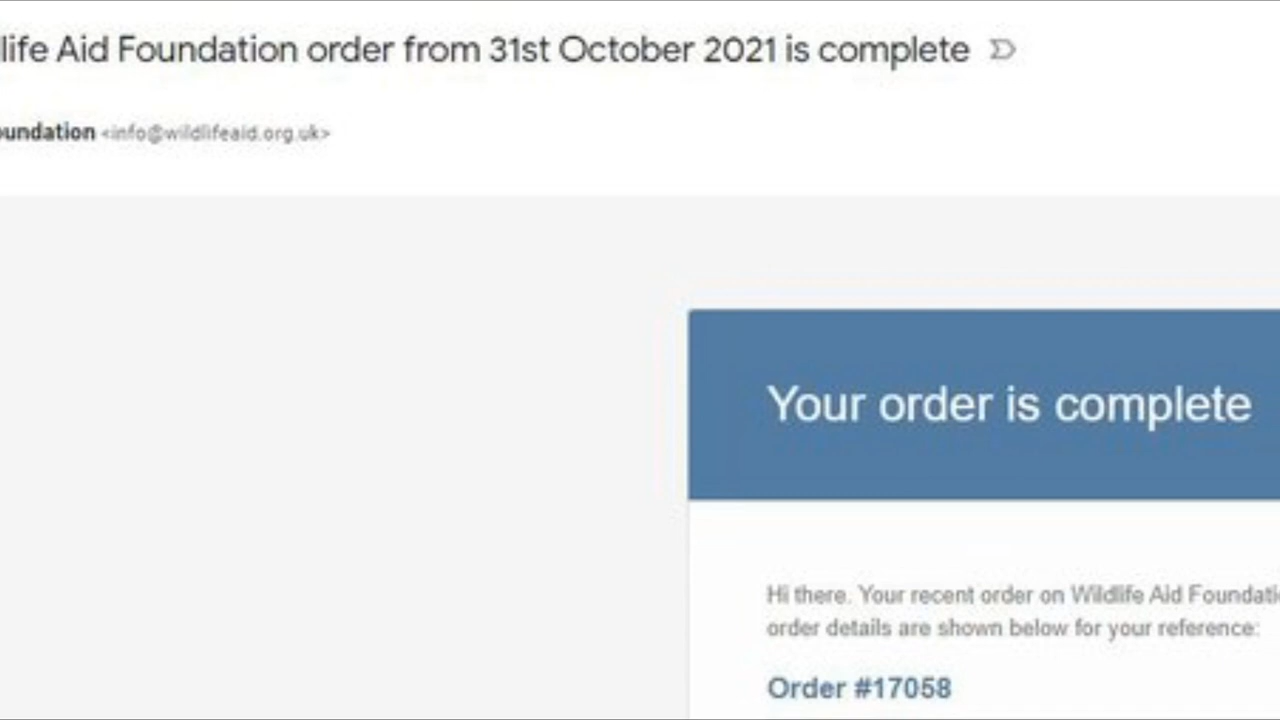 life Aid Foundation order from 31st October 2021 is complete
oundation <info@wildlifeaid.org.uk>
Your order is complete
Hi there. Your recent order on Wildlife Aid Foundati
order details are shown below for your reference:
Order #17058